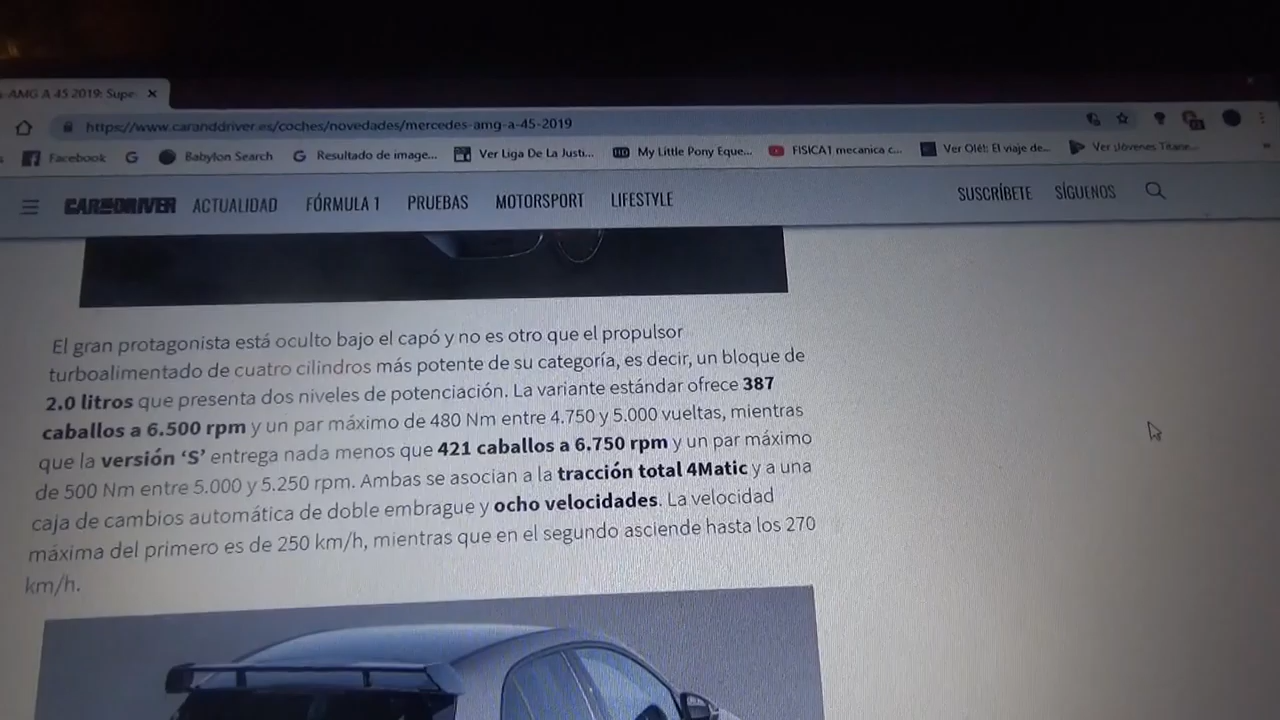 -AMG A 45 2019: Supe
https://www.caranddriver.es/coches/novedades/mercedes-amg-a-45-2019
Facebook Babylon Search Resultado de image... Ver Liga De La Justi... My Little Pony Eque... FISICA1 mecanica c... Ver Olé!: El viaje de... Ver Jóvenes Titane...
CAR AND DRIVER ACTUALIDAD FÓRMULA 1 PRUEBAS MOTORSPORT LIFESTYLE SUSCRÍBETE SÍGUENOS
El gran protagonista está oculto bajo el capó y no es otro que el propulsor
turboalimentado de cuatro cilindros más potente de su categoría, es decir, un bloque de
2.0 litros que presenta dos niveles de potenciación. La variante estándar ofrece 387
caballos a 6.500 rpm y un par máximo de 480 Nm entre 4.750 y 5.000 vueltas, mientras
que la versión ‘S’ entrega nada menos que 421 caballos a 6.750 rpm y un par máximo
de 500 Nm entre 5.000 y 5.250 rpm. Ambas se asocian a la tracción total 4Matic y a una
caja de cambios automática de doble embrague y ocho velocidades. La velocidad
máxima del primero es de 250 km/h, mientras que en el segundo asciende hasta los 270
km/h.